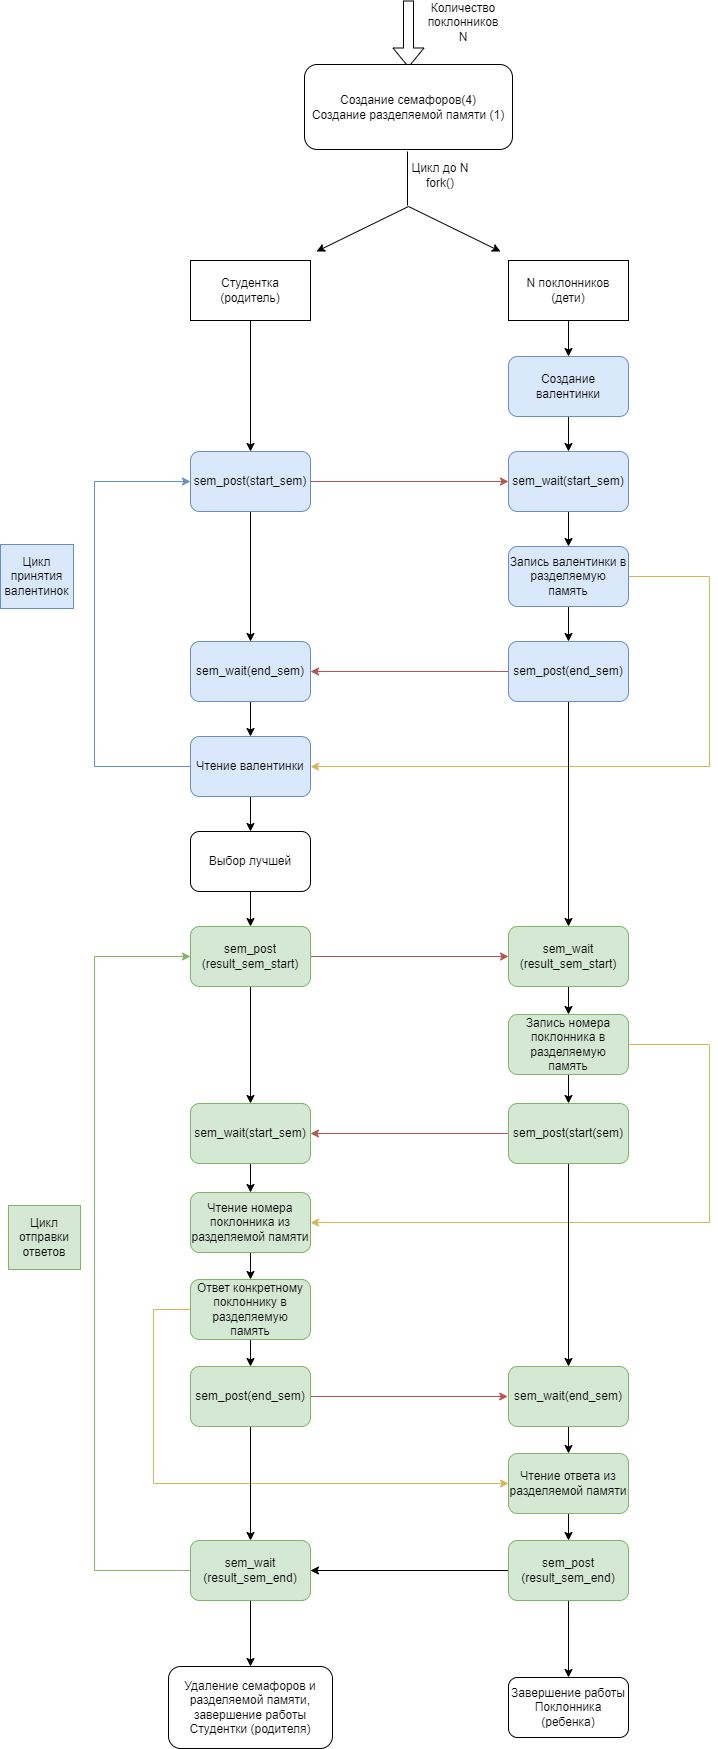 Количество
поклонников
N
Создание семафоров(4)
Создание разделяемой памяти (1)
Цикл до N
fork()
Студентка
(родитель)
N поклонников
(дети)
Создание
валентинки
sem_post(start_sem)
sem_wait(start_sem)
Цикл
принятия
валентинок
Запись валентинки в
разделяемую
память
sem_wait(end_sem)
sem_post(end_sem)
Чтение валентинки
Выбор лучшей
sem_post
(result_sem_start)
sem_wait
(result_sem_start)
Запись номера
поклонника в
разделяемую
память
sem_wait(start_sem)
sem_post(start(sem)
Цикл
отправки
ответов
Чтение номера
поклонника из
разделяемой памяти
Ответ конкретному
поклоннику в
разделяемую
память
sem_post(end_sem)
sem_wait(end_sem)
Чтение ответа из
разделяемой памяти
sem_wait
(result_sem_end)
sem_post
(result_sem_end)
Удаление семафоров и
разделяемой памяти,
завершение работы
Студентки (родителя)
Завершение работы
Поклонника
(ребенка)